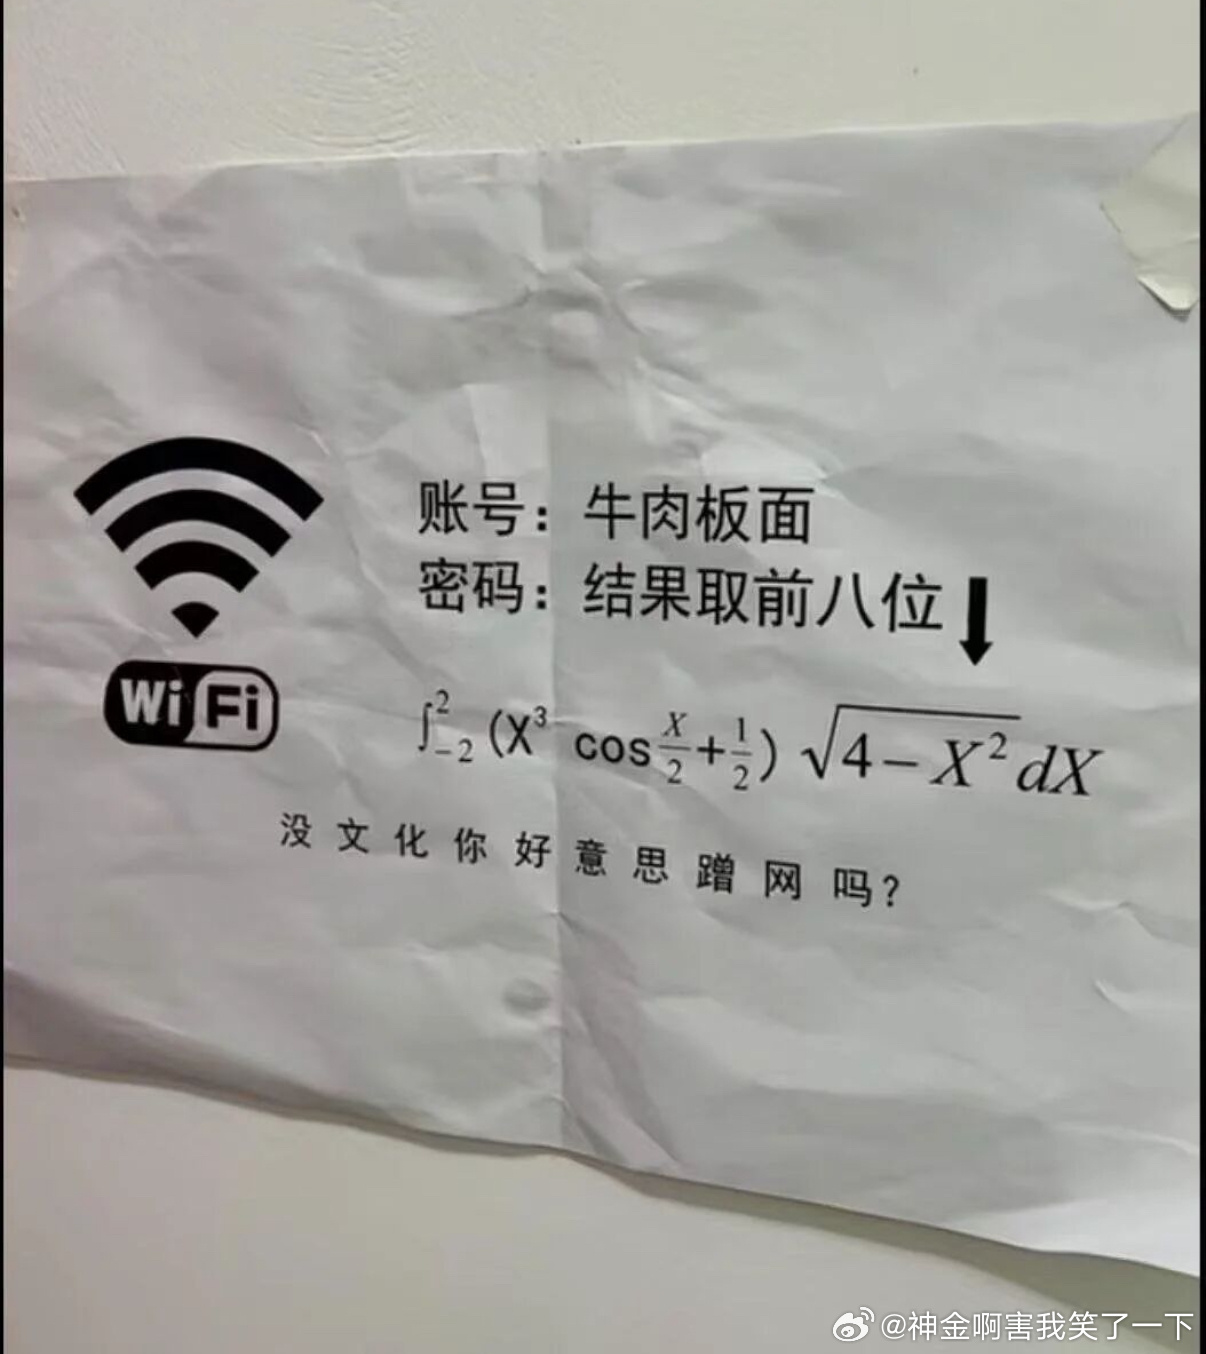 账号：牛肉板面
密码：结果取前八位↓
Wi Fi
∫₋₂² (X³ cos X/2 + 1/2) √(4 − X²) dX
没文化你好意思蹭网吗？
@神金啊害我笑了一下